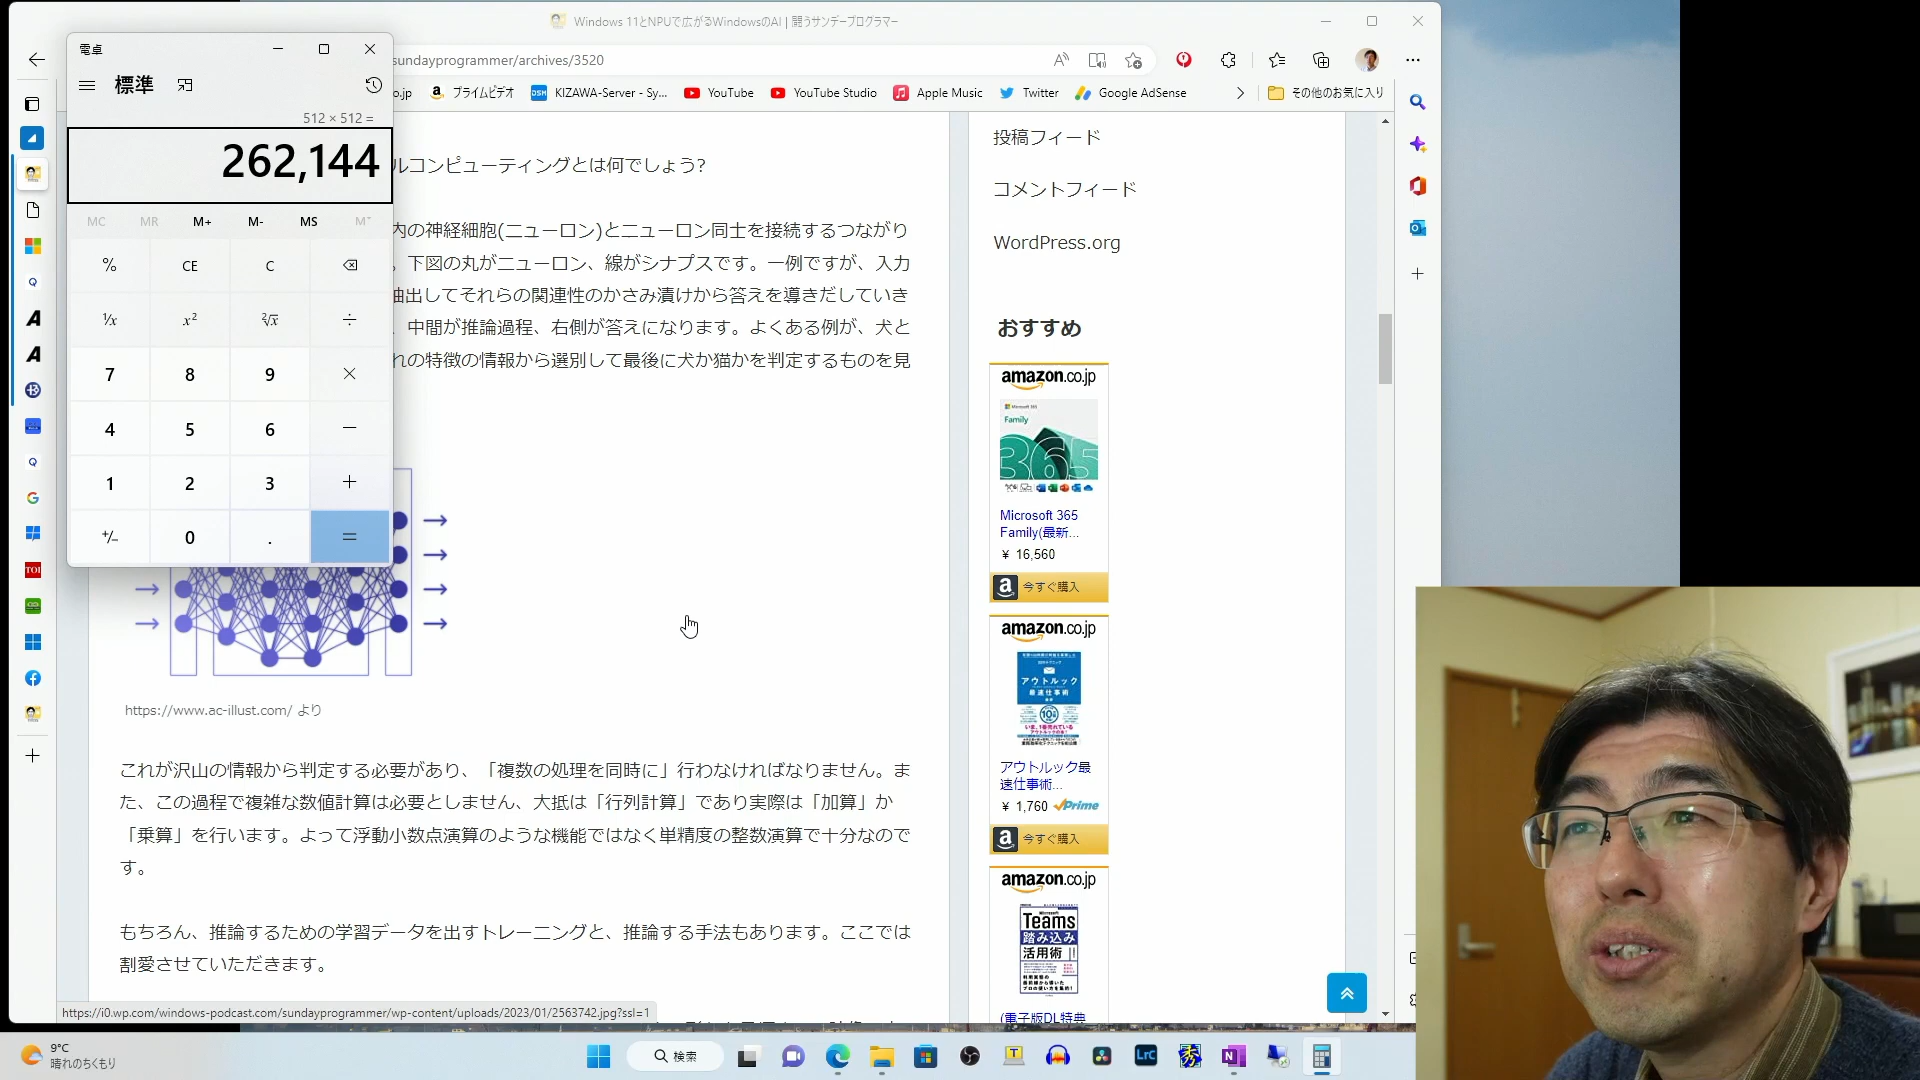 Windows 11とNPUで広がるWindowsのAI | 闘うサンデープログラマー
sundayprogrammer/archives/3520
o.jp
プライムビデオ
KIZAWA-Server - Sy...
YouTube
YouTube Studio
Apple Music
Twitter
Google AdSense
その他のお気に入り
電卓
標準
512 × 512 =
262,144
MC MR M+ M- MS M˅
% CE C
¹/x x² ²√x ÷
7 8 9 ×
4 5 6 −
1 2 3 +
+/− 0 . =
ルコンピューティングとは何でしょう?
内の神経細胞(ニューロン)とニューロン同士を接続するつながり
。下図の丸がニューロン、線がシナプスです。一例ですが、入力
抽出してそれらの関連性のかさみ漬けから答えを導きだしていき
、中間が推論過程、右側が答えになります。よくある例が、犬と
れの特徴の情報から選別して最後に犬か猫かを判定するものを見
https://www.ac-illust.com/ より
これが沢山の情報から判定する必要があり、「複数の処理を同時に」行わなければなりません。ま
た、この過程で複雑な数値計算は必要としません、大抵は「行列計算」であり実際は「加算」か
「乗算」を行います。よって浮動小数点演算のような機能ではなく単精度の整数演算で十分なので
す。
もちろん、推論するための学習データを出すトレーニングと、推論する手法もあります。ここでは
割愛させていただきます。
https://i0.wp.com/windows-podcast.com/sundayprogrammer/wp-content/uploads/2023/01/2563742.jpg?ssl=1
投稿フィード
コメントフィード
WordPress.org
おすすめ
amazon.co.jp
Microsoft 365
Family
365
Microsoft 365
Family(最新...
¥ 16,560
今すぐ購入
amazon.co.jp
アウトルック
最速仕事術
アウトルック最
速仕事術...
¥ 1,760 Prime
今すぐ購入
amazon.co.jp
Microsoft
Teams
踏み込み
活用術
(電子版DL特典
TOI
9°C
晴れのちくもり
検索
LrC
秀